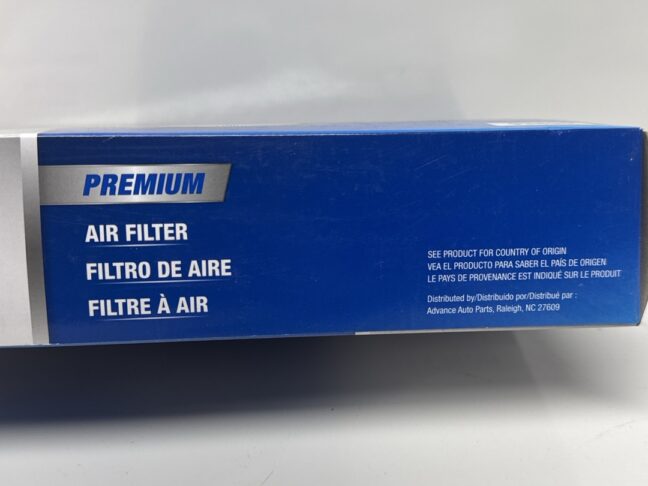 PREMIUM
AIR FILTER
FILTRO DE AIRE
FILTRE À AIR
SEE PRODUCT FOR COUNTRY OF ORIGIN
VEA EL PRODUCTO PARA SABER EL PAÍS DE ORIGEN
LE PAYS DE PROVENANCE EST INDIQUÉ SUR LE PRODUIT
Distributed by/Distribuido por/Distribué par :
Advance Auto Parts, Raleigh, NC 27609